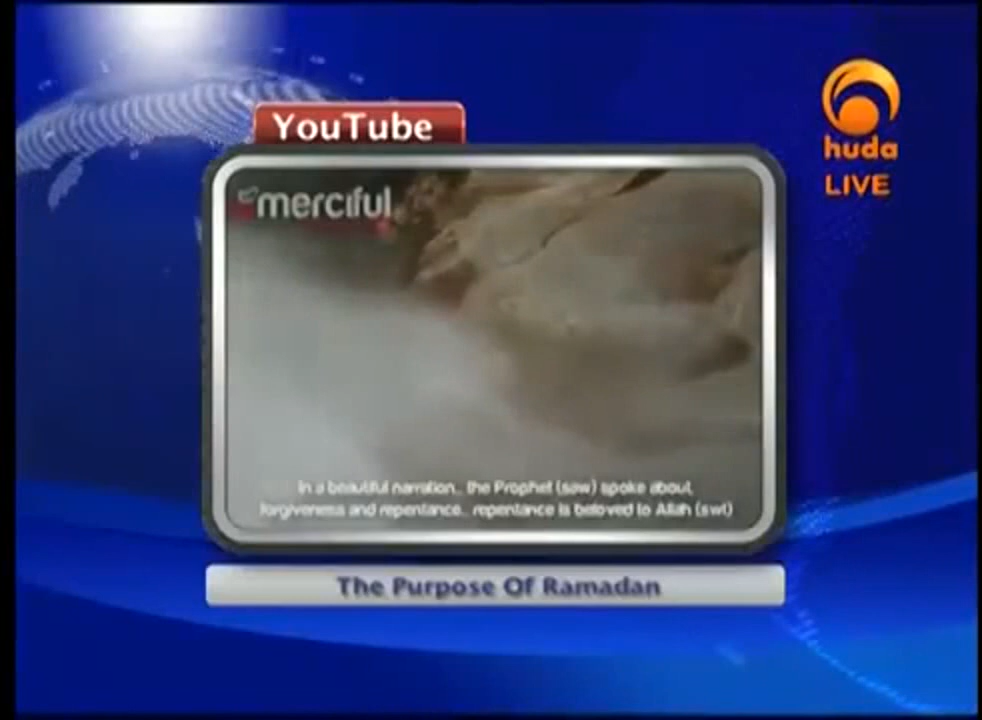 YouTube
huda
LIVE
merciful
In a beautiful narration.. the Prophet (saw) spoke about
forgiveness and repentance.. repentance is beloved to Allah (swt)
The Purpose Of Ramadan